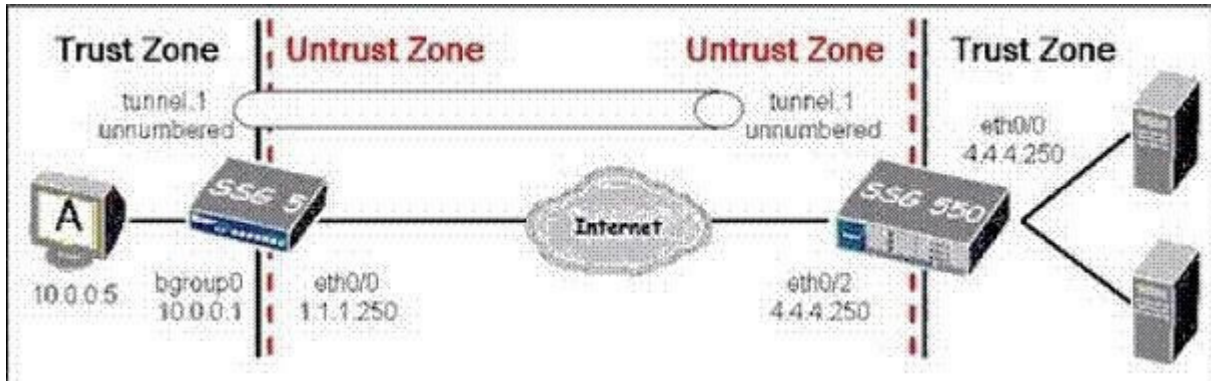 Trust Zone
Untrust Zone
Untrust Zone
Trust Zone
tunnel.1
unnumbered
tunnel.1
unnumbered
eth0/0
4.4.4.250
SSG 5
SSG 550
A
Internet
10.0.0.5
bgroup0
10.0.0.1
eth0/0
1.1.1.250
eth0/2
4.4.4.250